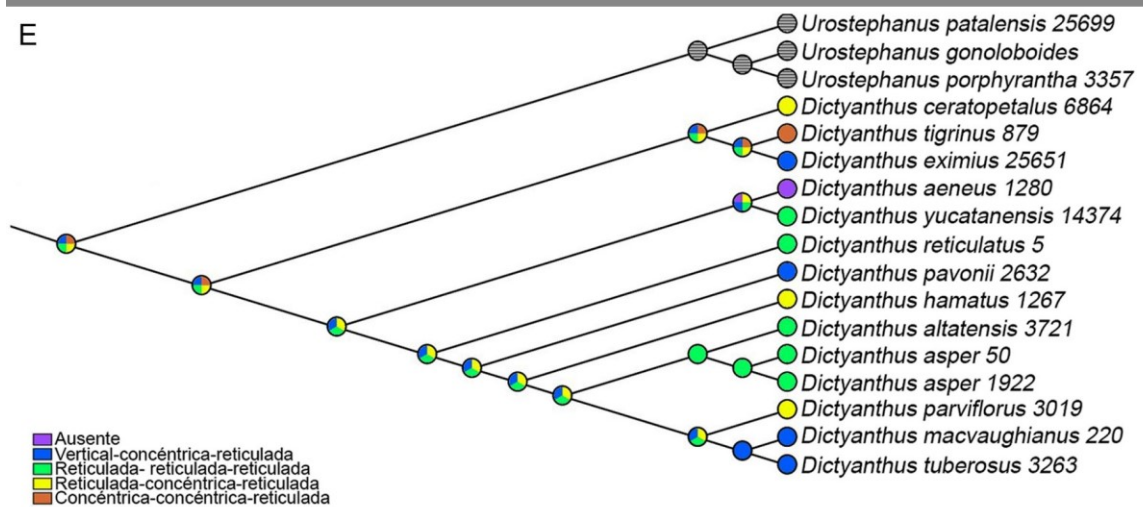 E
Urostephanus patalensis 25699
Urostephanus gonoloboides
Urostephanus porphyrantha 3357
Dictyanthus ceratopetalus 6864
Dictyanthus tigrinus 879
Dictyanthus eximius 25651
Dictyanthus aeneus 1280
Dictyanthus yucatanensis 14374
Dictyanthus reticulatus 5
Dictyanthus pavonii 2632
Dictyanthus hamatus 1267
Dictyanthus altatensis 3721
Dictyanthus asper 50
Dictyanthus asper 1922
Dictyanthus parviflorus 3019
Dictyanthus macvaughianus 220
Dictyanthus tuberosus 3263
Ausente
Vertical-concéntrica-reticulada
Reticulada- reticulada-reticulada
Reticulada-concéntrica-reticulada
Concéntrica-concéntrica-reticulada